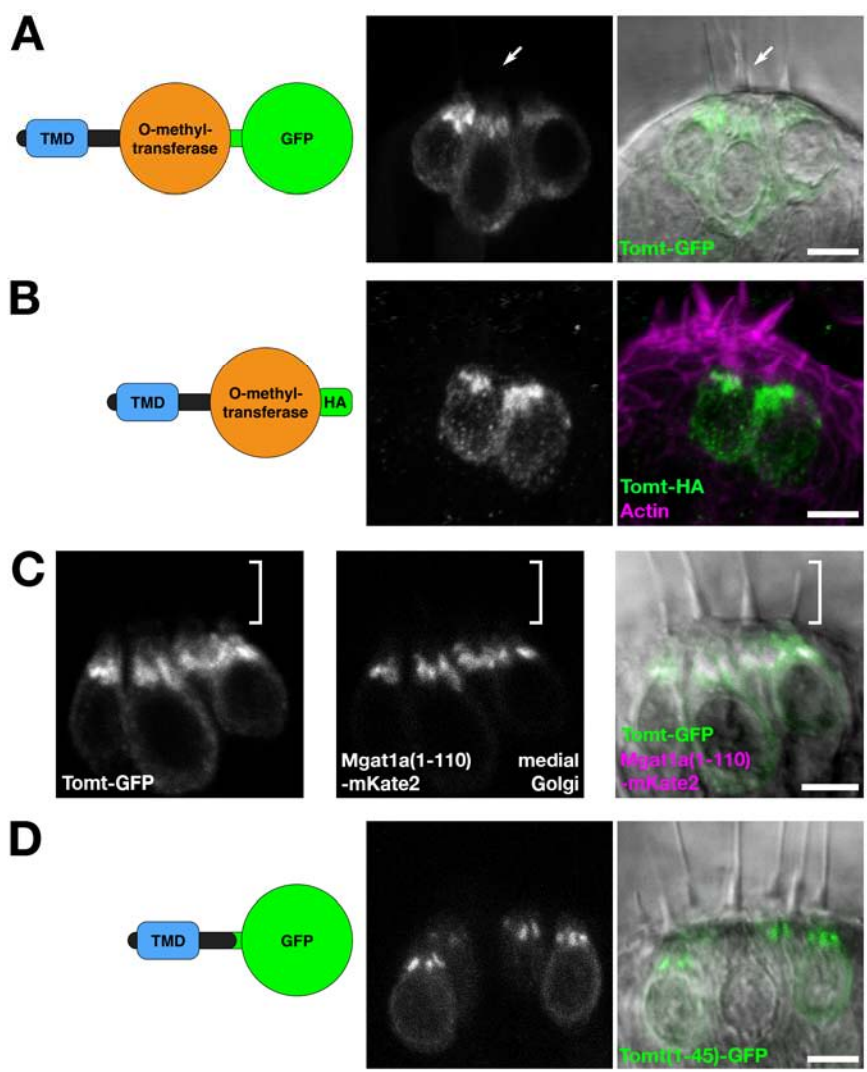 A
TMD
O-methyl-
transferase
GFP
Tomt-GFP
B
TMD
O-methyl-
transferase
HA
Tomt-HA
Actin
C
Tomt-GFP
Mgat1a(1-110)
-mKate2
medial
Golgi
Tomt-GFP
Mgat1a(1-110)
-mKate2
D
TMD
GFP
Tomt(1-45)-GFP